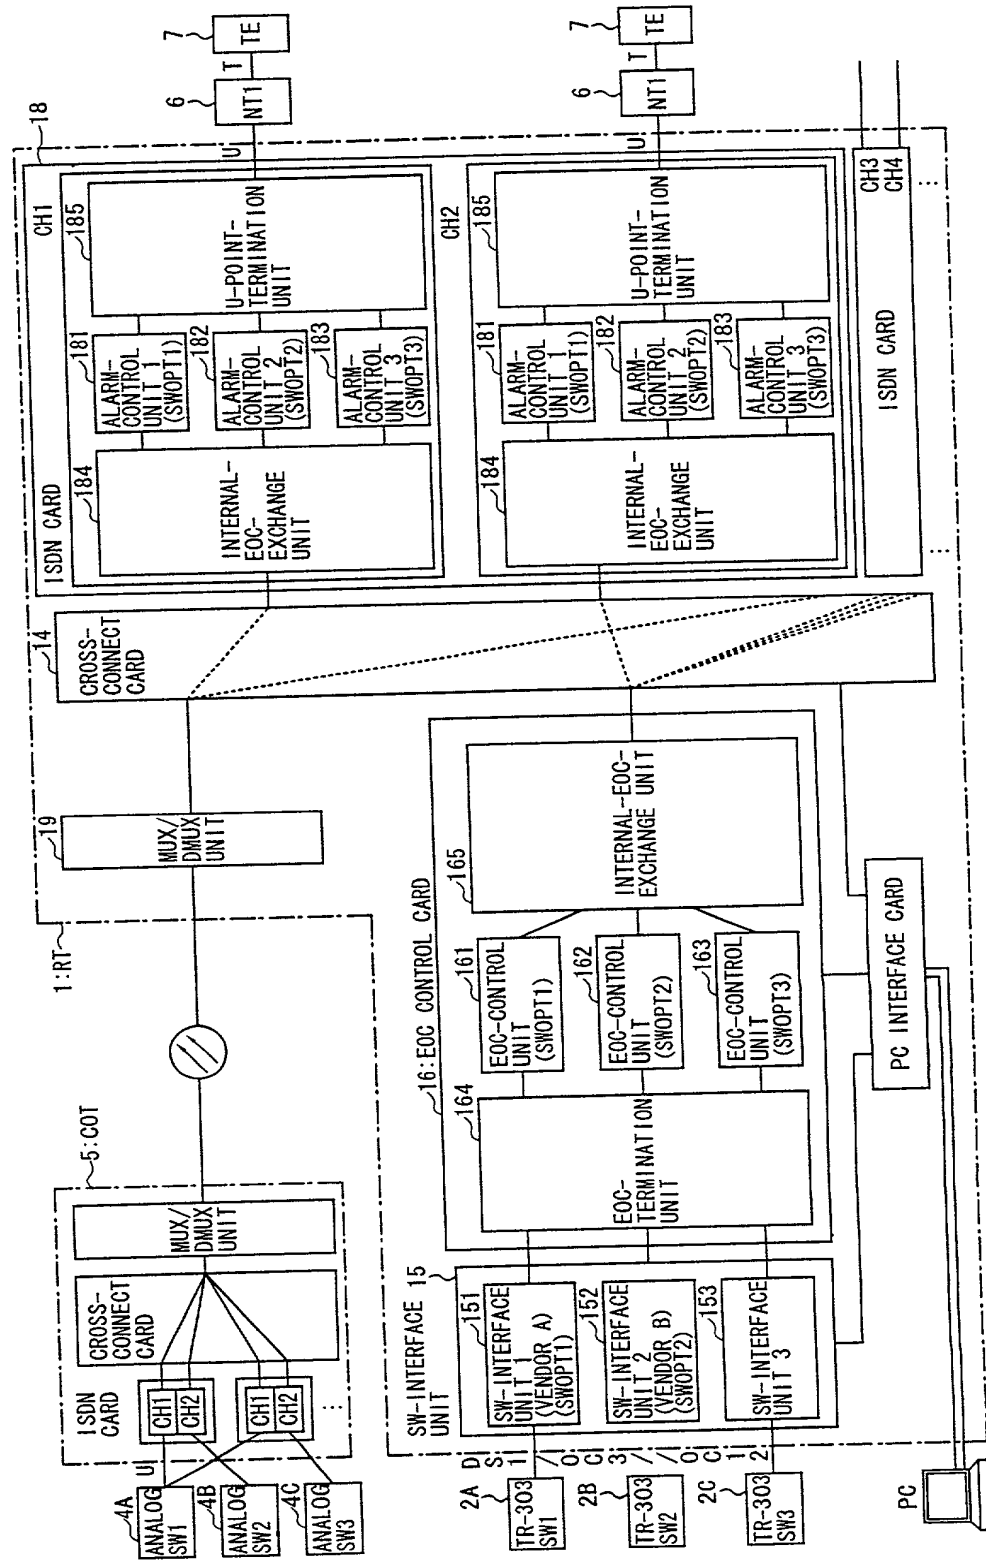 4A
ANALOG
SW1
4B
ANALOG
SW2
4C
ANALOG
SW3
U
ISDN
CARD
CH1
CH2
CH1
CH2
CROSS-
CONNECT
CARD
MUX/
DMUX
UNIT
5:COT
1:RT
19
MUX/
DMUX
UNIT
14
CROSS-
CONNECT
CARD
18
ISDN CARD
CH1
184
INTERNAL-
EOC-
EXCHANGE
UNIT
181
ALARM-
CONTROL
UNIT 1
(SWOPT1)
182
ALARM-
CONTROL
UNIT 2
(SWOPT2)
183
ALARM-
CONTROL
UNIT 3
(SWOPT3)
185
U-POINT-
TERMINATION
UNIT
U
6
NT1
T
7
TE
CH2
184
INTERNAL-
EOC-
EXCHANGE
UNIT
181
ALARM-
CONTROL
UNIT 1
(SWOPT1)
182
ALARM-
CONTROL
UNIT 2
(SWOPT2)
183
ALARM-
CONTROL
UNIT 3
(SWOPT3)
185
U-POINT-
TERMINATION
UNIT
U
6
NT1
T
7
TE
ISDN CARD
CH3
CH4
2A
TR-303
SW1
2B
TR-303
SW2
2C
TR-303
SW3
DS1/OC3/OC12
SW-INTERFACE
UNIT
15
151
SW-INTERFACE
UNIT 1
(VENDOR A)
(SWOPT1)
152
SW-INTERFACE
UNIT 2
(VENDOR B)
(SWOPT2)
153
SW-INTERFACE
UNIT 3
16:EOC CONTROL CARD
164
EOC-
TERMINATION
UNIT
161
EOC-CONTROL
UNIT
(SWOPT1)
162
EOC-CONTROL
UNIT
(SWOPT2)
163
EOC-CONTROL
UNIT
(SWOPT3)
165
INTERNAL-EOC-
EXCHANGE UNIT
PC INTERFACE CARD
PC